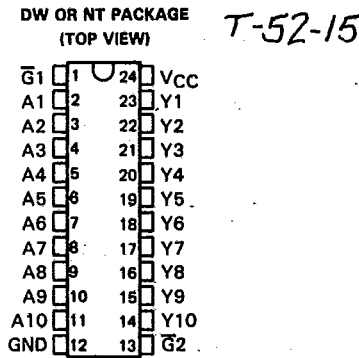 DW OR NT PACKAGE
(TOP VIEW)
T-52-15
G̅1 1 24 VCC
A1 2 23 Y1
A2 3 22 Y2
A3 4 21 Y3
A4 5 20 Y4
A5 6 19 Y5
A6 7 18 Y6
A7 8 17 Y7
A8 9 16 Y8
A9 10 15 Y9
A10 11 14 Y10
GND 12 13 G̅2